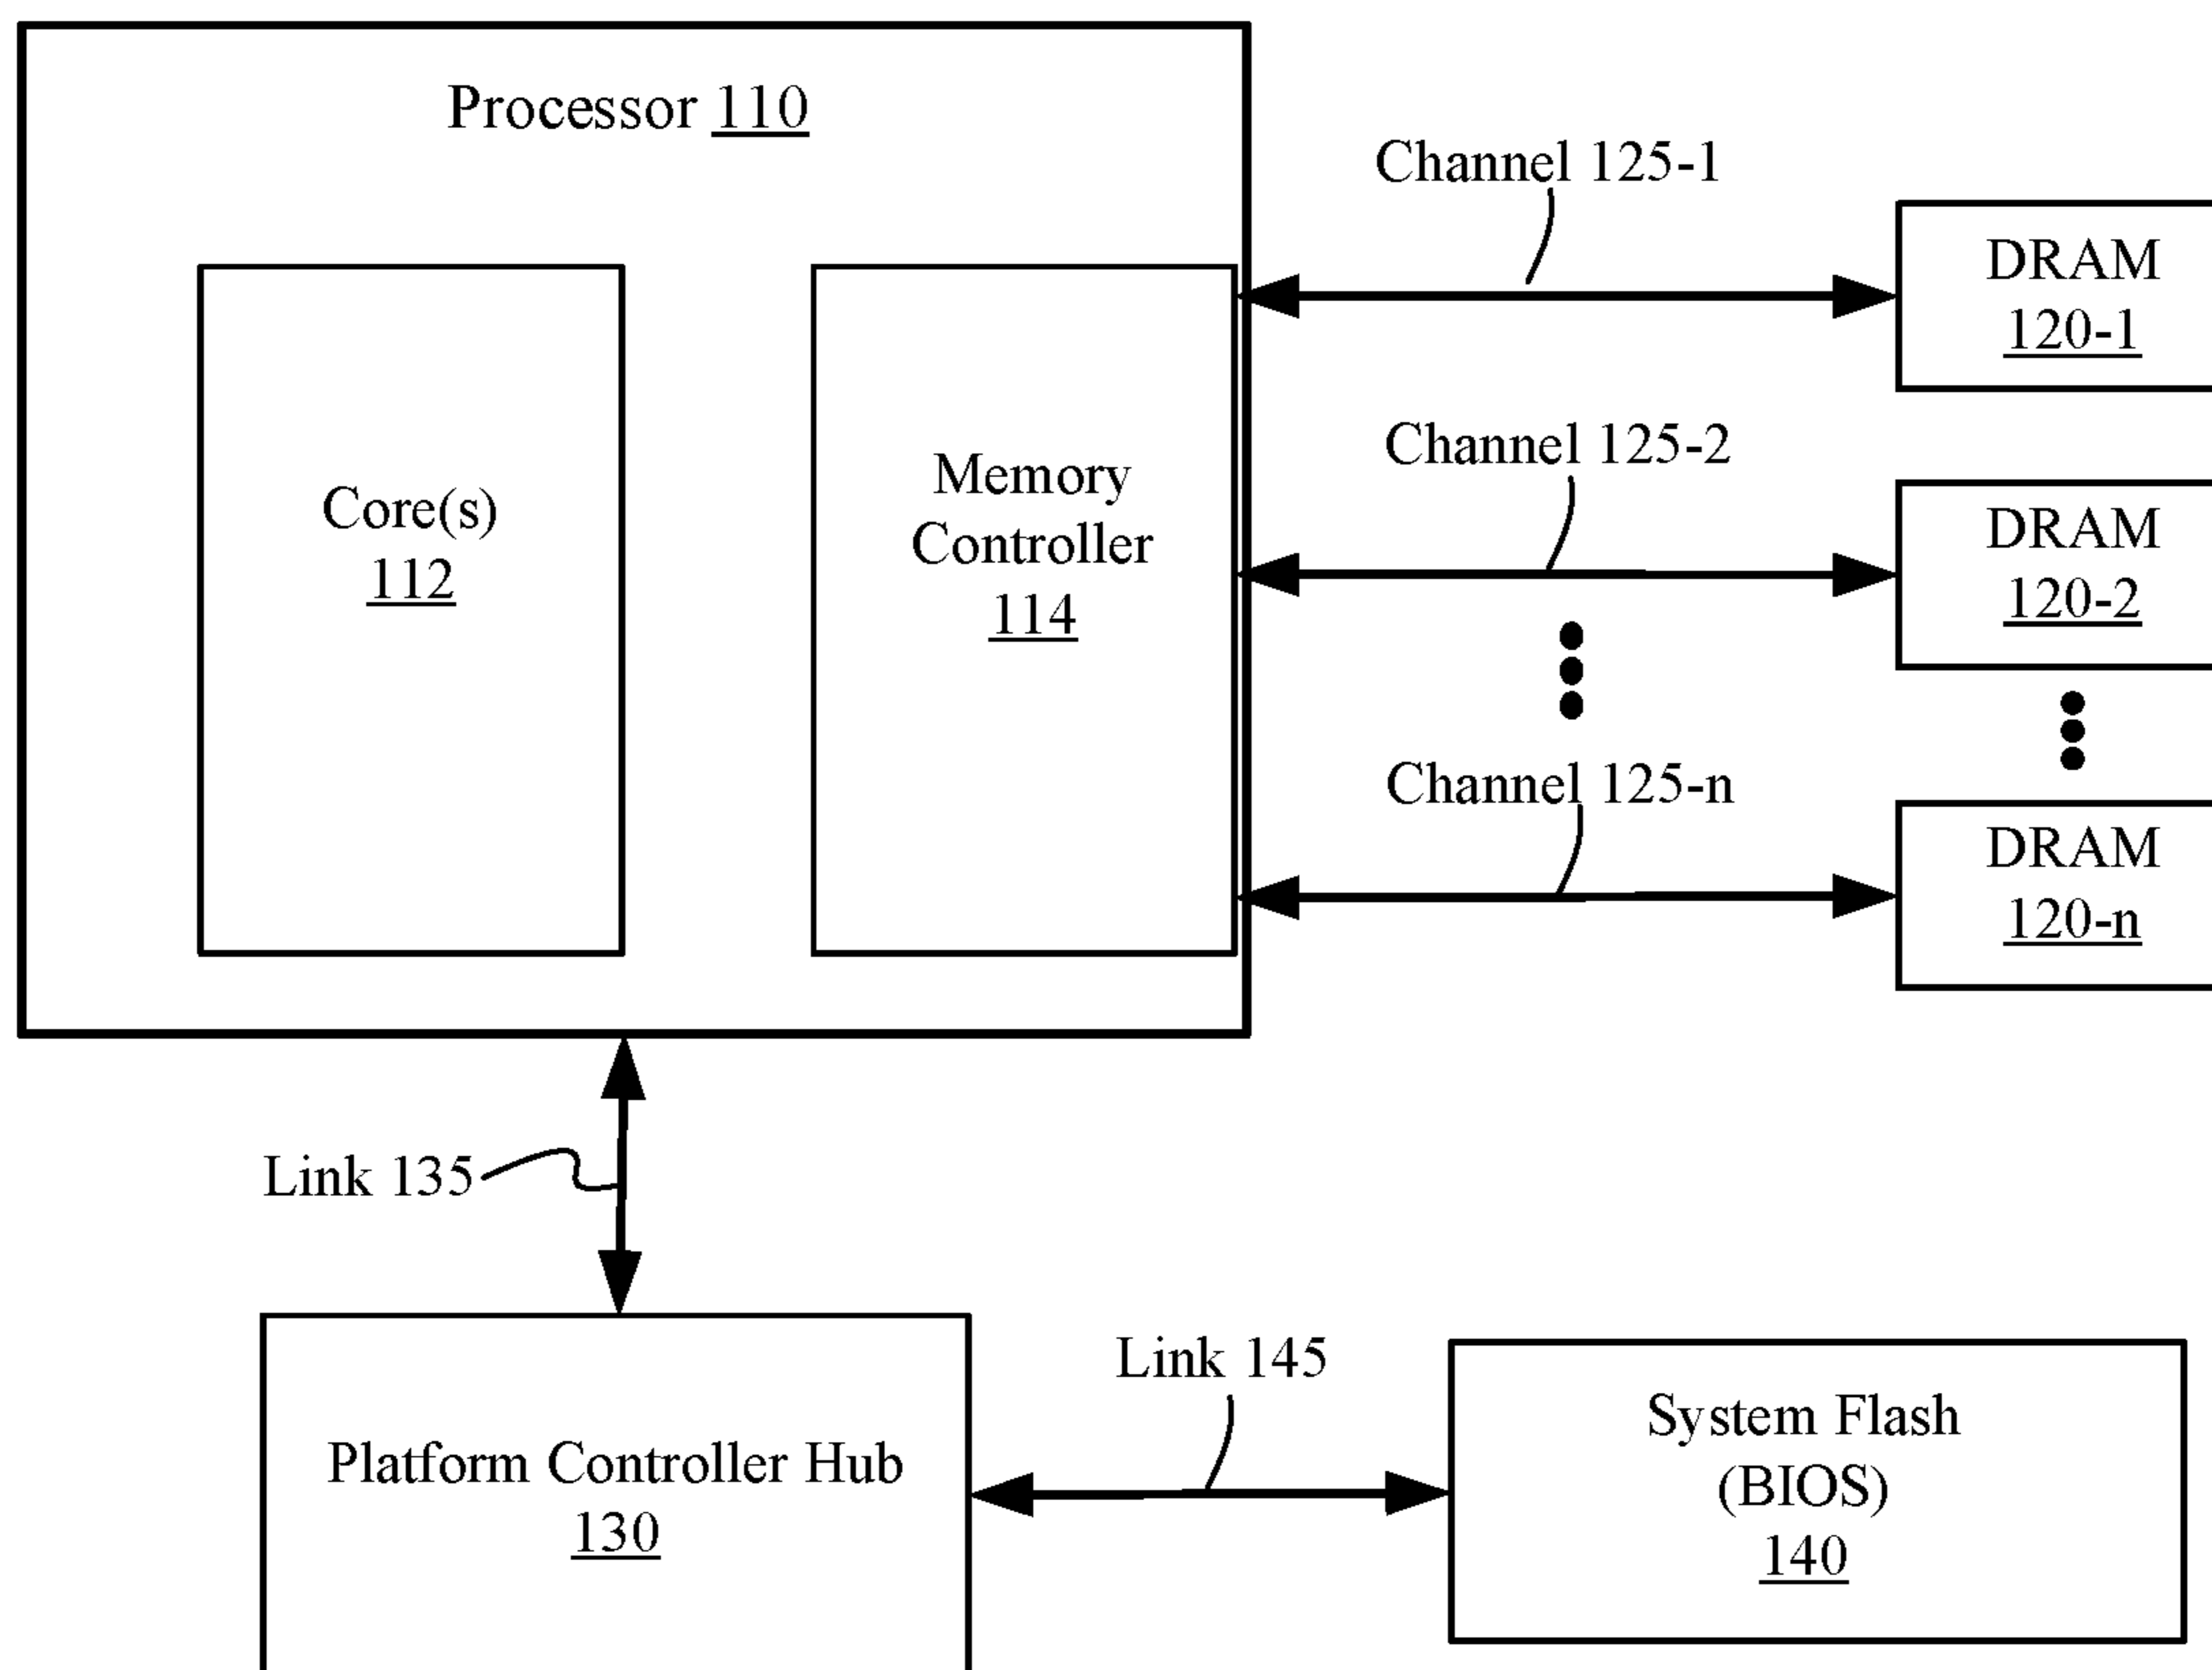 Processor 110
Channel 125-1
DRAM
120-1
Core(s)
112
Memory
Controller
114
Channel 125-2
DRAM
120-2
Channel 125-n
DRAM
120-n
Link 135
Platform Controller Hub
130
Link 145
System Flash
(BIOS)
140